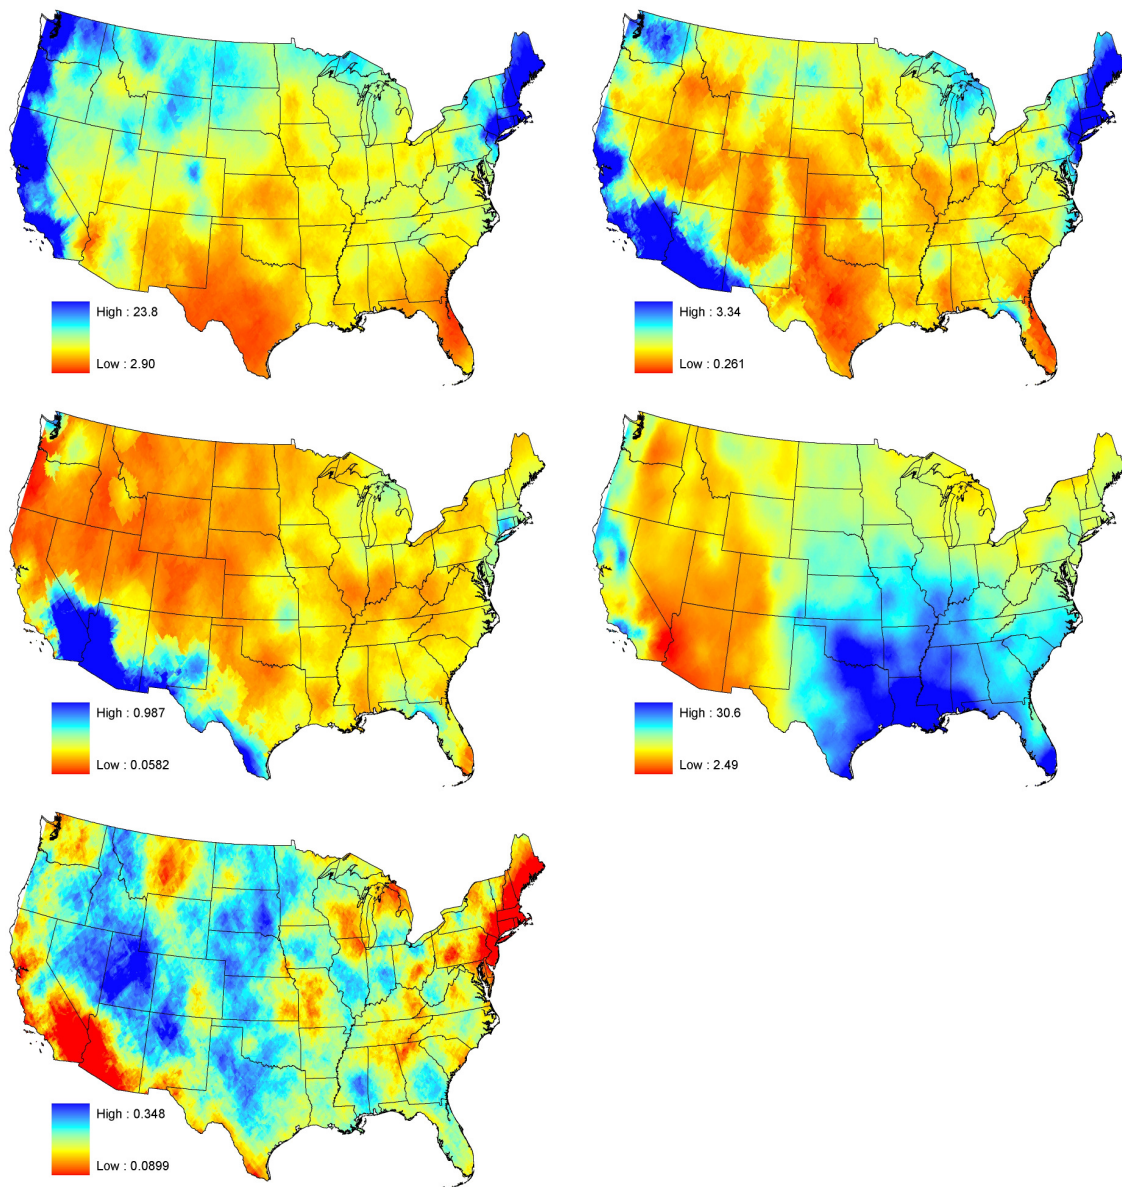 High : 23.8
Low : 2.90
High : 3.34
Low : 0.261
High : 0.987
Low : 0.0582
High : 30.6
Low : 2.49
High : 0.348
Low : 0.0899